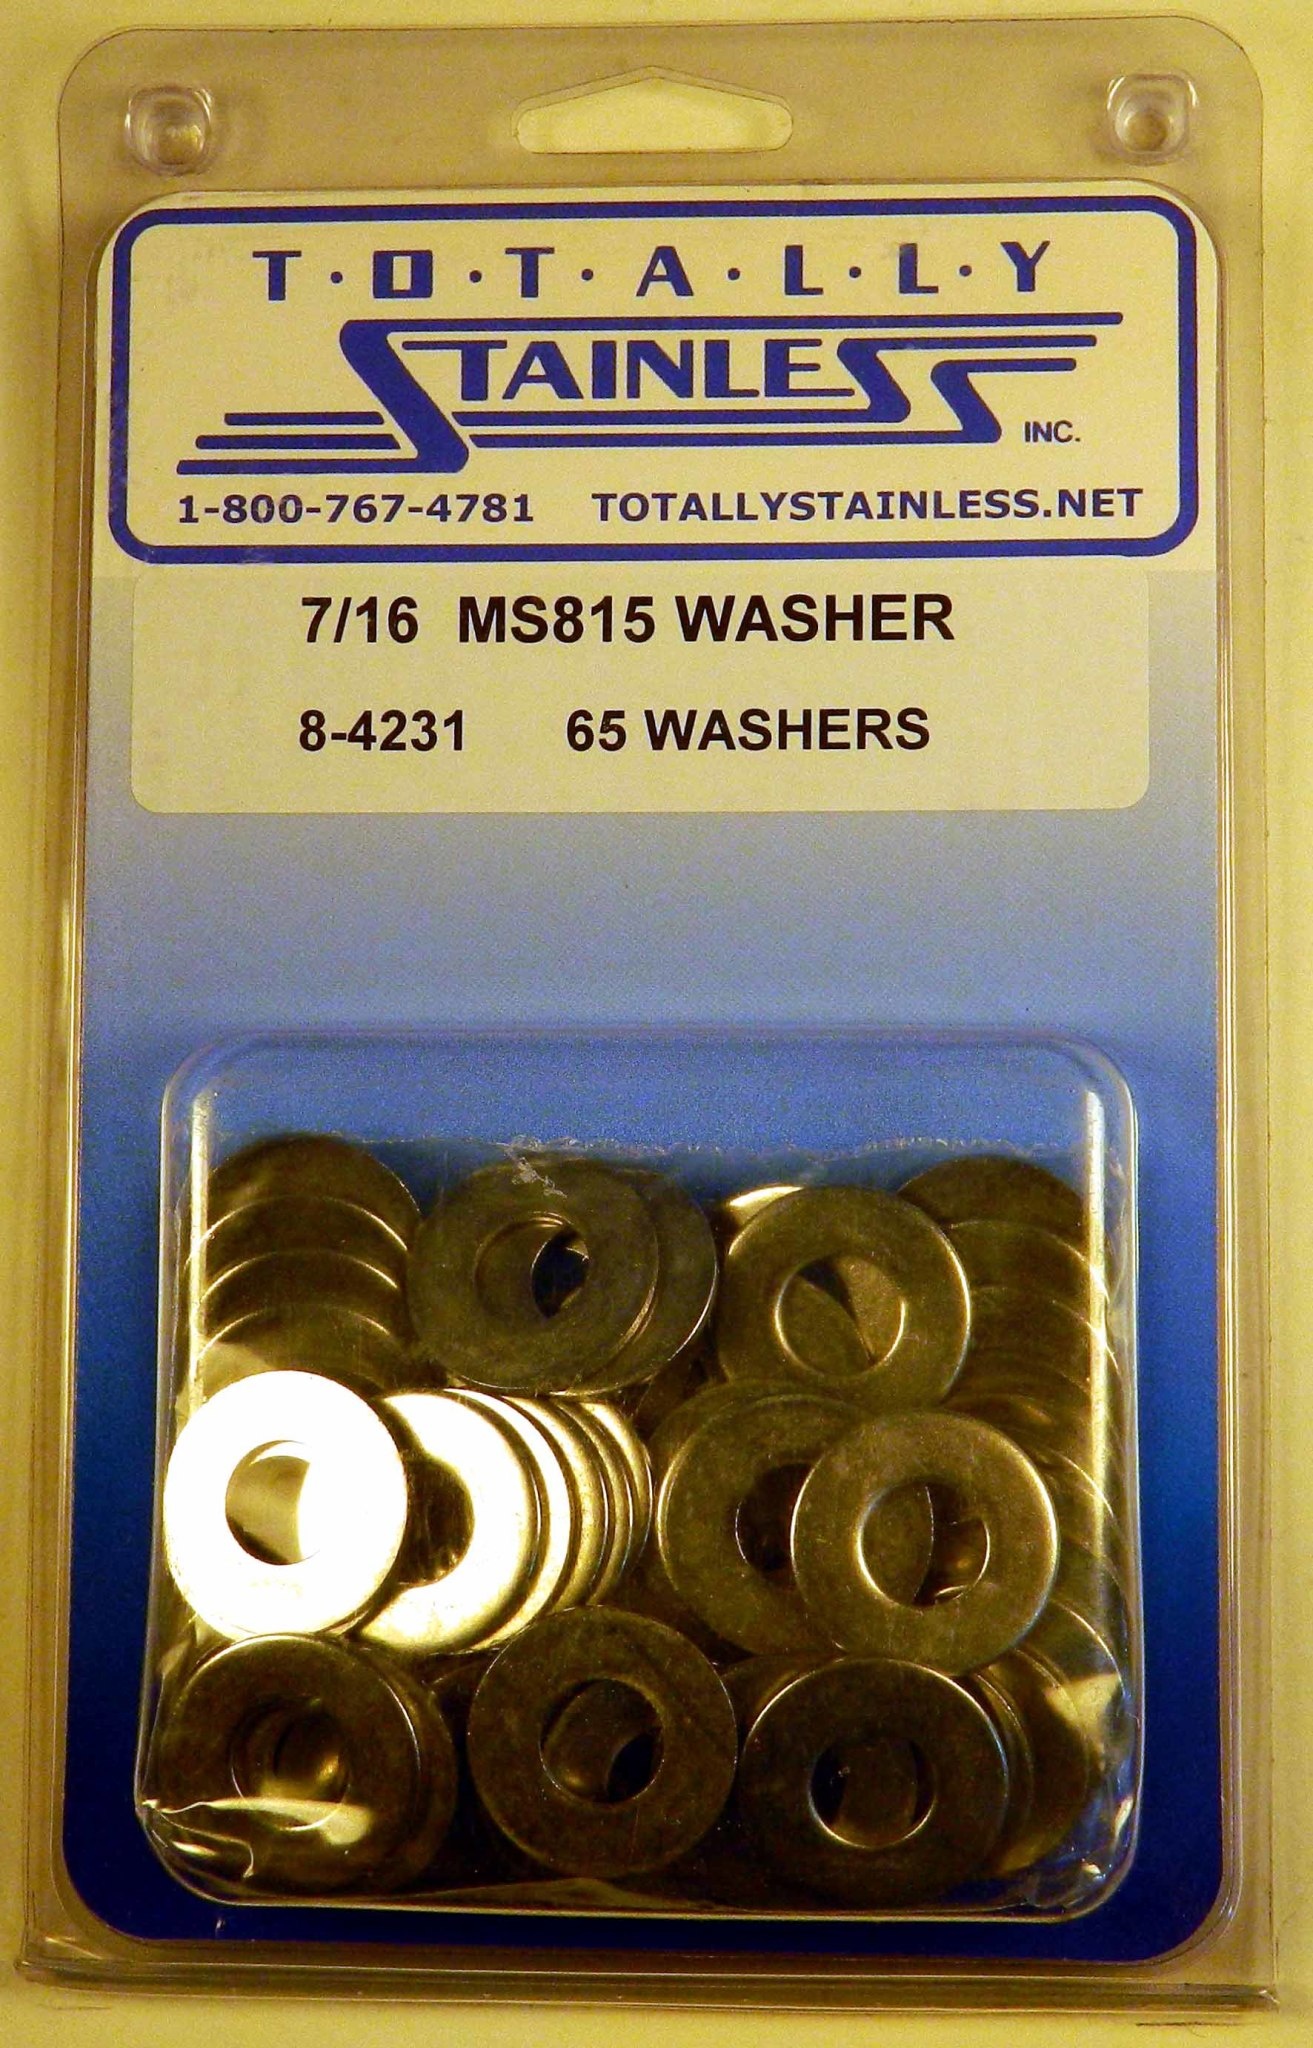 T·O·T·A·L·L·Y
STAINLESS INC.
1-800-767-4781 TOTALLYSTAINLESS.NET
7/16 MS815 WASHER
8-4231 65 WASHERS